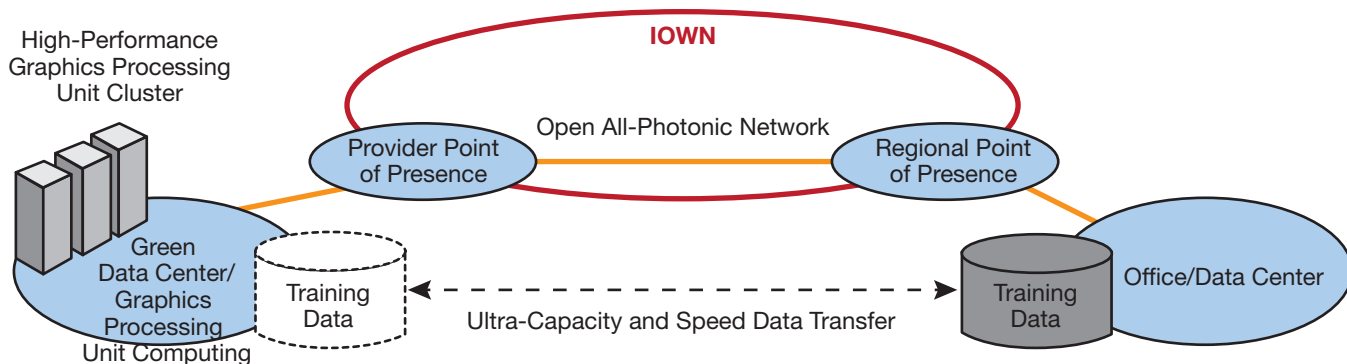 High-Performance
Graphics Processing
Unit Cluster
IOWN
Open All-Photonic Network
Provider Point
of Presence
Regional Point
of Presence
Green
Data Center/
Graphics
Processing
Unit Computing
Training
Data
Ultra-Capacity and Speed Data Transfer
Training
Data
Office/Data Center